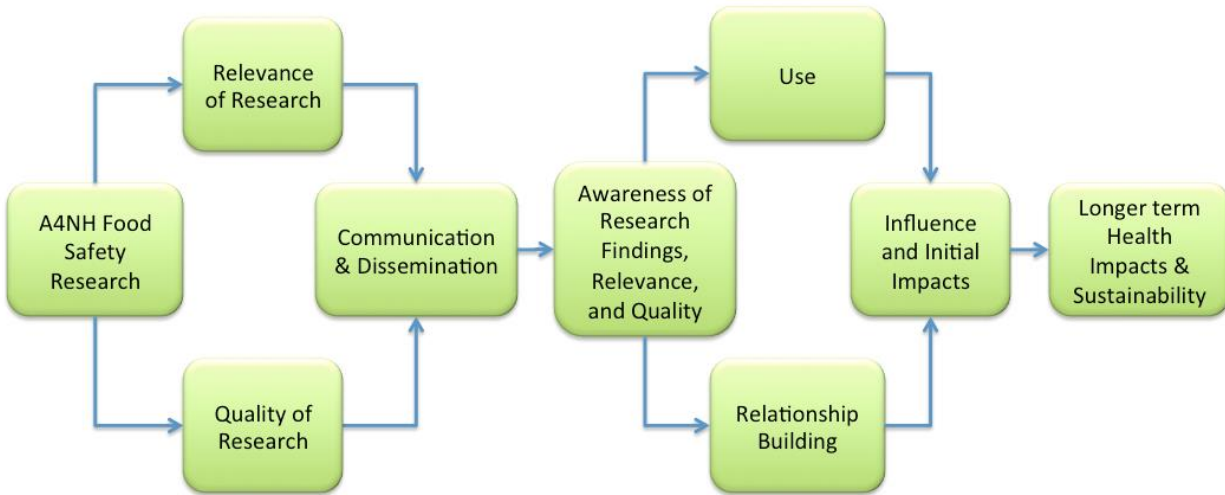 Relevance
of Research
Use
A4NH Food
Safety
Research
Communication
& Dissemination
Awareness of
Research
Findings,
Relevance,
and Quality
Influence
and Initial
Impacts
Longer term
Health
Impacts &
Sustainability
Quality of
Research
Relationship
Building